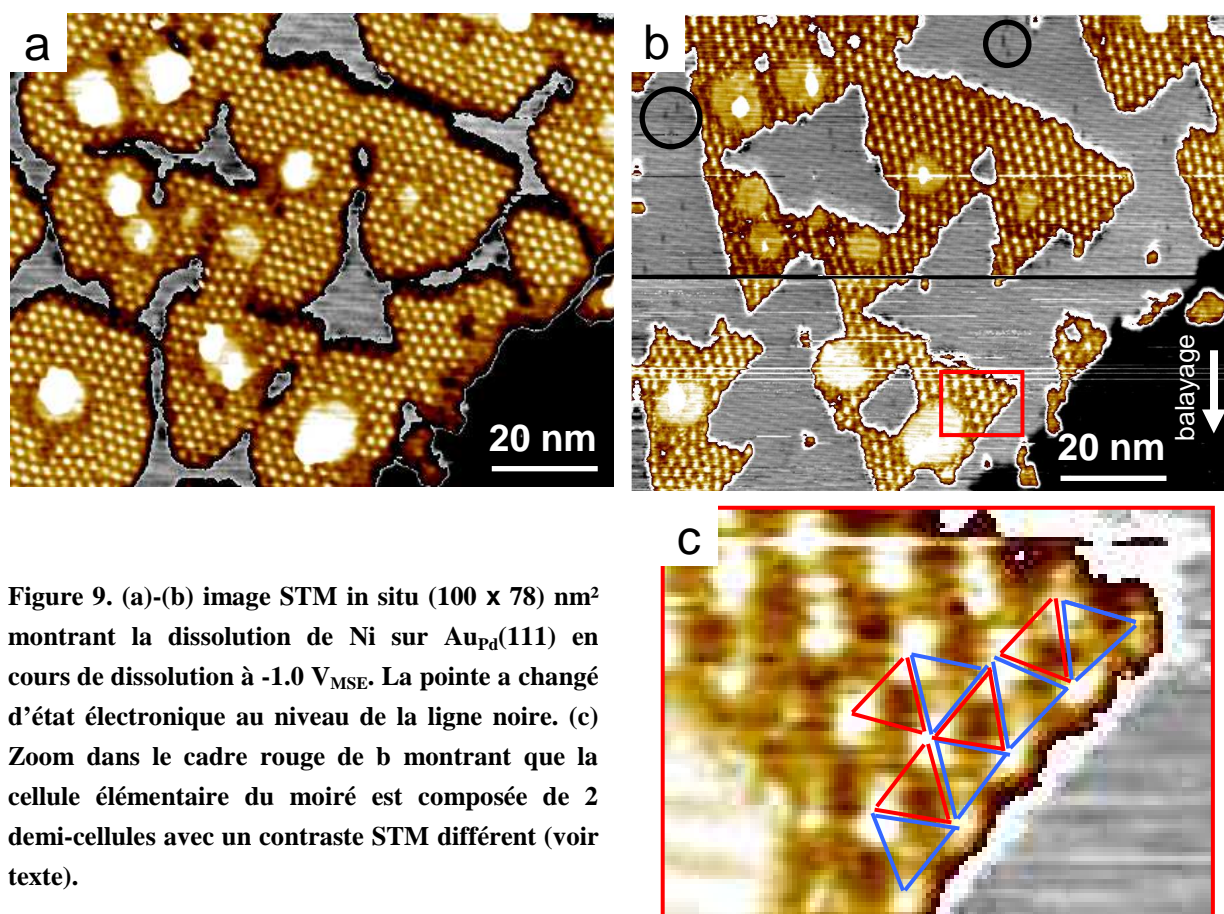 a
20 nm
b
balayage
20 nm
c
Figure 9. (a)-(b) image STM in situ (100 x 78) nm²
montrant la dissolution de Ni sur AuPd(111) en
cours de dissolution à -1.0 VMSE. La pointe a changé
d'état électronique au niveau de la ligne noire. (c)
Zoom dans le cadre rouge de b montrant que la
cellule élémentaire du moiré est composée de 2
demi-cellules avec un contraste STM différent (voir
texte).